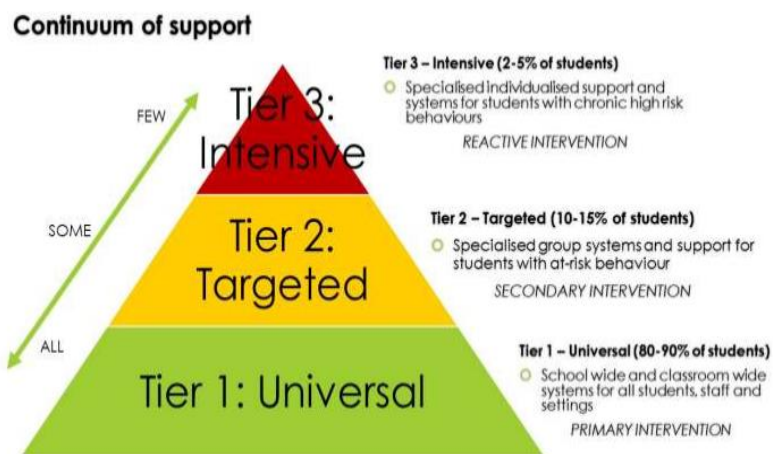 Continuum of support
FEW
SOME
ALL
Tier 3:
Intensive
Tier 2:
Targeted
Tier 1: Universal
Tier 3 – Intensive (2-5% of students)
Specialised individualised support and
systems for students with chronic high risk
behaviours
REACTIVE INTERVENTION
Tier 2 – Targeted (10-15% of students)
Specialised group systems and support for
students with at-risk behaviour
SECONDARY INTERVENTION
Tier 1 – Universal (80-90% of students)
School wide and classroom wide
systems for all students, staff and
settings
PRIMARY INTERVENTION